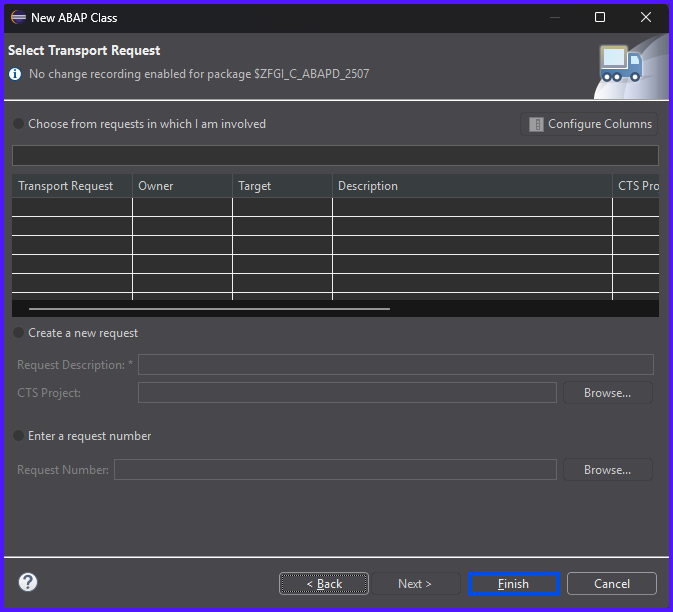 New ABAP Class
Select Transport Request
No change recording enabled for package $ZFGI_C_ABAPD_2507
Choose from requests in which I am involved
Configure Columns
Transport Request Owner Target Description CTS Pro
Create a new request
Request Description: *
CTS Project: Browse...
Enter a request number
Request Number: Browse...
? < Back Next > Finish Cancel